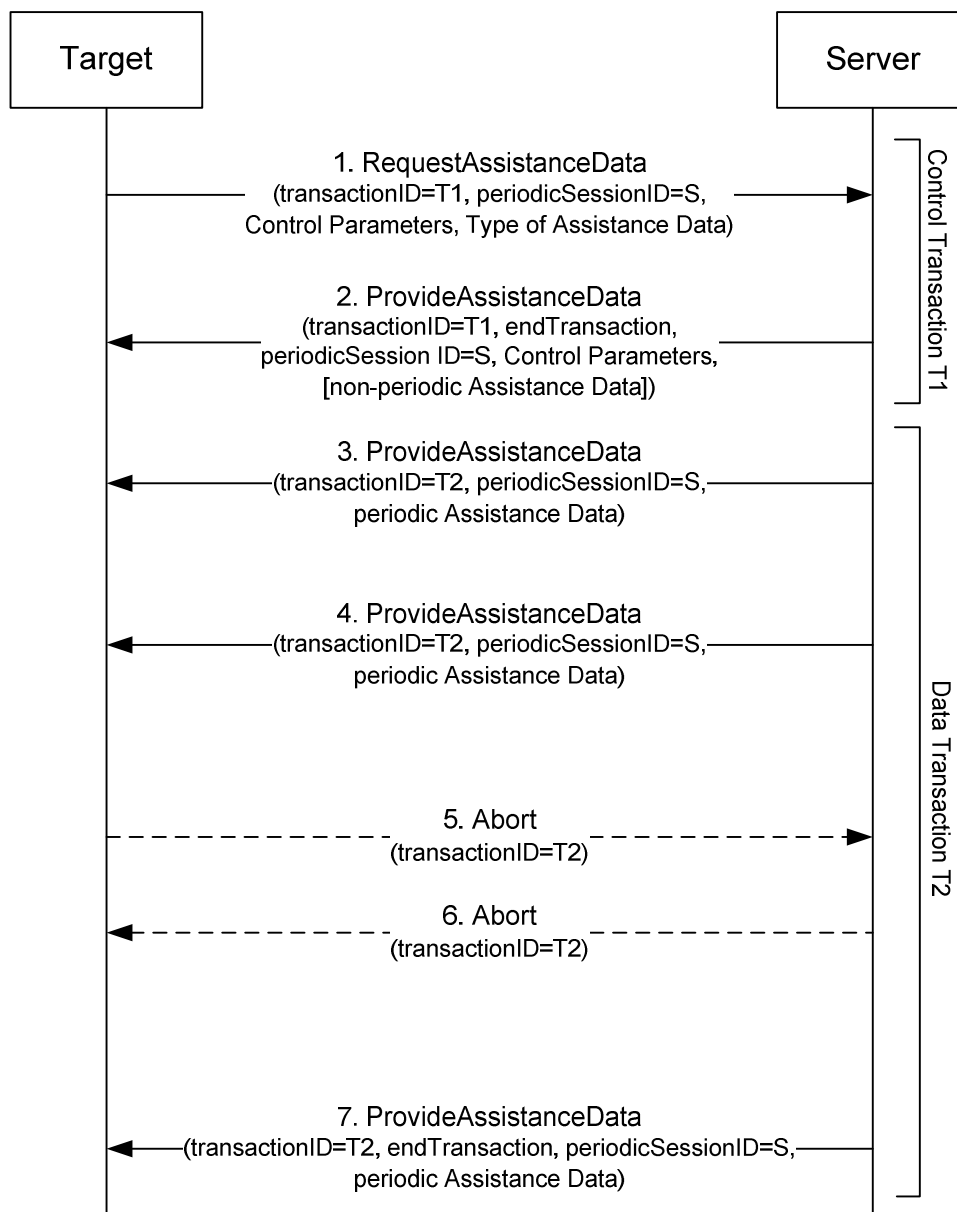 Target
Server
1. RequestAssistanceData
(transactionID=T1, periodicSessionID=S,
Control Parameters, Type of Assistance Data)
Control Transaction T1
2. ProvideAssistanceData
(transactionID=T1, endTransaction,
periodicSession ID=S, Control Parameters,
[non-periodic Assistance Data])
3. ProvideAssistanceData
(transactionID=T2, periodicSessionID=S,
periodic Assistance Data)
4. ProvideAssistanceData
(transactionID=T2, periodicSessionID=S,
periodic Assistance Data)
Data Transaction T2
5. Abort
(transactionID=T2)
6. Abort
(transactionID=T2)
7. ProvideAssistanceData
(transactionID=T2, endTransaction, periodicSessionID=S,
periodic Assistance Data)